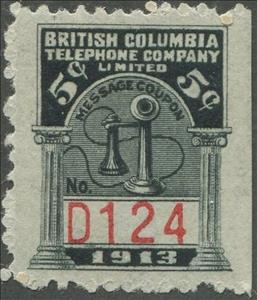 BRITISH COLUMBIA
TELEPHONE COMPANY
LIMITED
5¢ 5¢
MESSAGE COUPON
No.
D124
1913